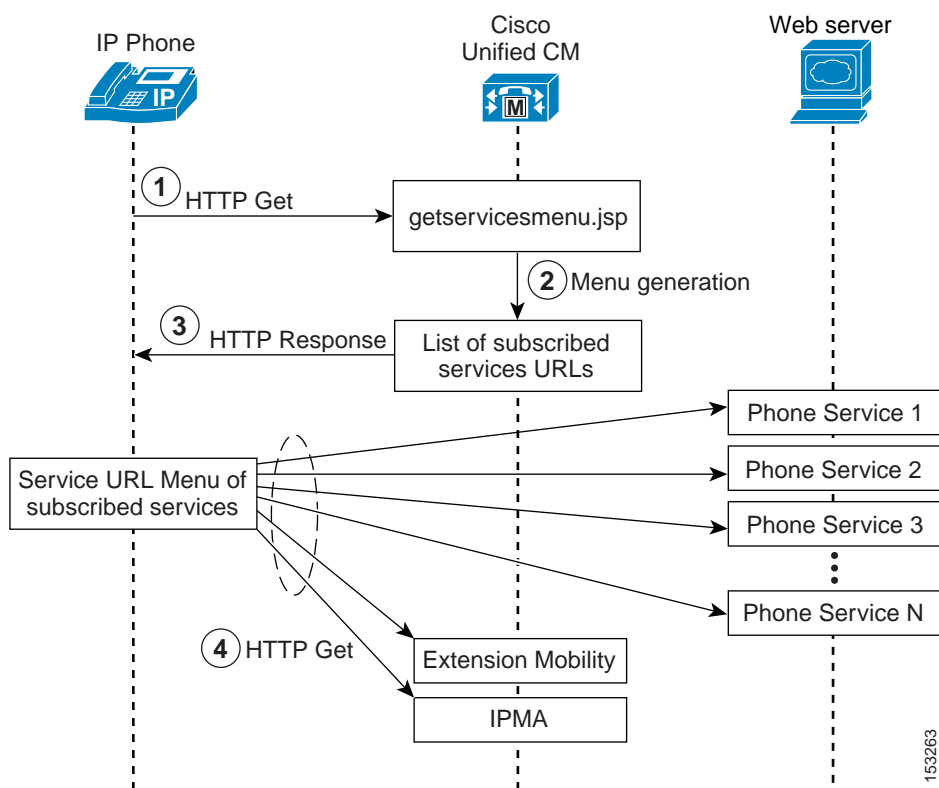 IP Phone
Cisco
Unified CM
Web server
IP
M
1
HTTP Get
getservicesmenu.jsp
2
Menu generation
3
HTTP Response
List of subscribed
services URLs
Phone Service 1
Service URL Menu of
subscribed services
Phone Service 2
Phone Service 3
Phone Service N
4
HTTP Get
Extension Mobility
IPMA
153263